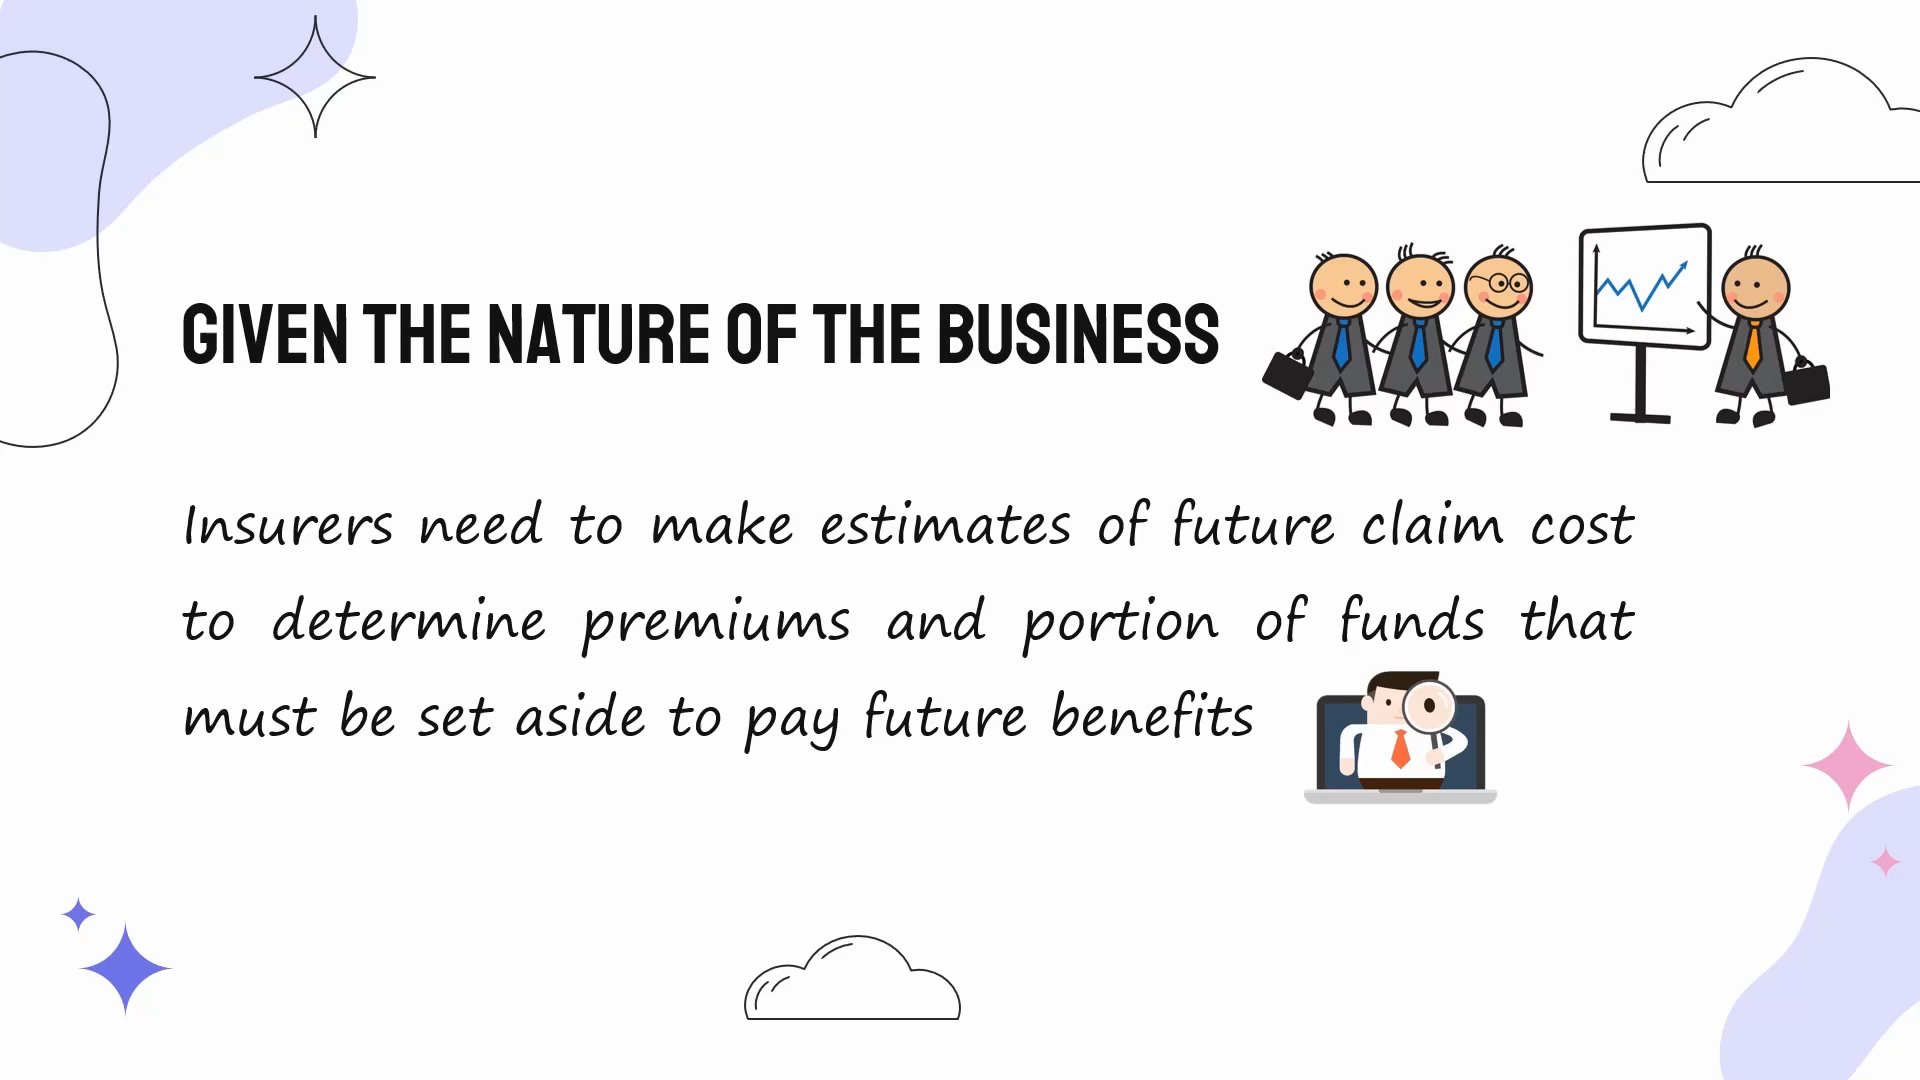 GIVEN THE NATURE OF THE BUSINESS
Insurers need to make estimates of future claim cost
to determine premiums and portion of funds that
must be set aside to pay future benefits